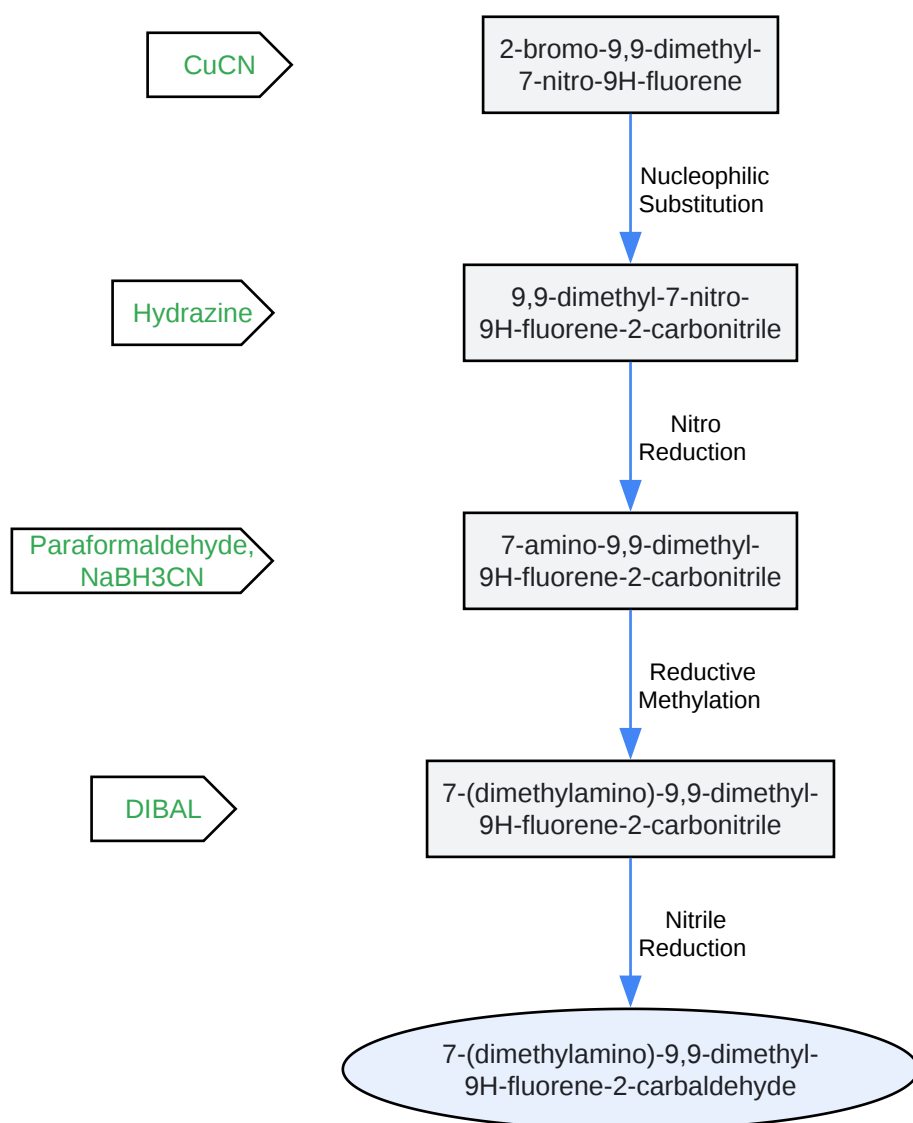 CuCN
2-bromo-9,9-dimethyl-
7-nitro-9H-fluorene
Nucleophilic
Substitution
Hydrazine
9,9-dimethyl-7-nitro-
9H-fluorene-2-carbonitrile
Nitro
Reduction
Paraformaldehyde,
NaBH3CN
7-amino-9,9-dimethyl-
9H-fluorene-2-carbonitrile
Reductive
Methylation
DIBAL
7-(dimethylamino)-9,9-dimethyl-
9H-fluorene-2-carbonitrile
Nitrile
Reduction
7-(dimethylamino)-9,9-dimethyl-
9H-fluorene-2-carbaldehyde